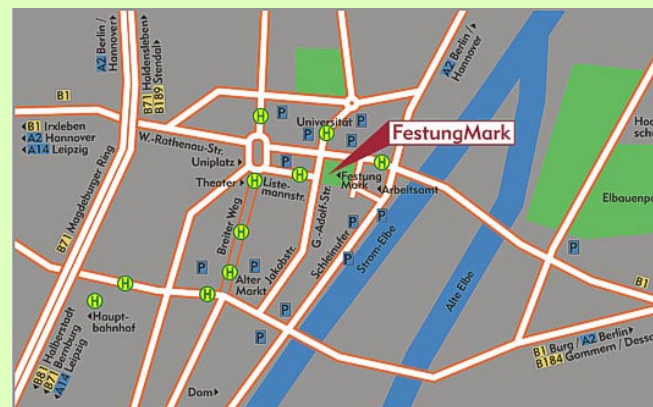 A2 Berlin /
Hannover
B71 Haldensleben
B189 Stendal
A2 Berlin /
Hannover
B1
B1 Irxleben
A2 Hannover
A14 Leipzig
W.-Rathenau-Str.
Universität
FestungMark
Uniplatz
Theater
Liste-
mannstr.
Festung
Mark
Arbeitsamt
B71 Magdeburger Ring
Breiter Weg
Jakobstr.
G.-Adolf-Str.
Schleinufer
Strom-Elbe
Alte Elbe
Elbauenpa
Alter
Markt
Haupt-
bahnhof
B81 Halberstadt
B71 Bernburg
A14 Leipzig
Dom
B1
B1 Burg / A2 Berlin
B184 Gommern / Dessa
H
H
H
H
H
H
H
H
H
H
P
P
P
P
P
P
P
P
P
P
P